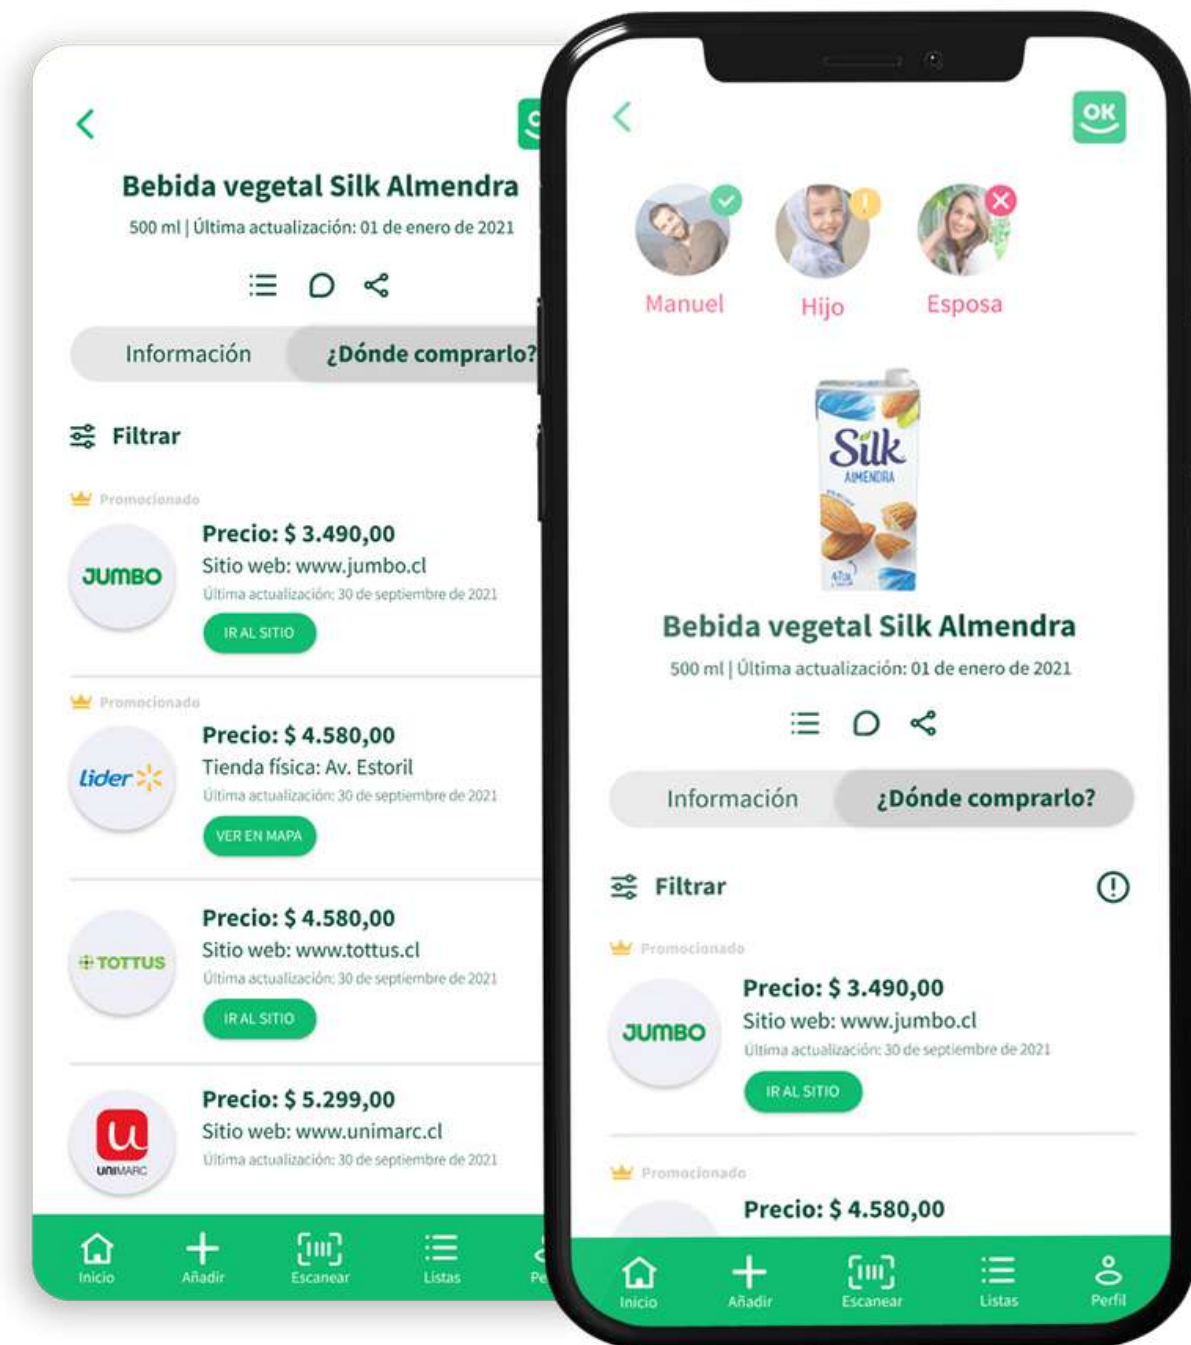 Bebida vegetal Silk Almendra
500 ml | Última actualización: 01 de enero de 2021
Información
¿Dónde comprarlo?
Filtrar
Promocionado
JUMBO
Precio: $ 3.490,00
Sitio web: www.jumbo.cl
Última actualización: 30 de septiembre de 2021
IR AL SITIO
Promocionado
Lider
Precio: $ 4.580,00
Tienda física: Av. Estoril
Última actualización: 30 de septiembre de 2021
VER EN MAPA
TOTTUS
Precio: $ 4.580,00
Sitio web: www.tottus.cl
Última actualización: 30 de septiembre de 2021
IR AL SITIO
UNIMARC
Precio: $ 5.299,00
Sitio web: www.unimarc.cl
Última actualización: 30 de septiembre de 2021
Inicio
Añadir
Escanear
Listas
OK
Manuel
Hijo
Esposa
Silk
ALMENDRA
Bebida vegetal Silk Almendra
500 ml | Última actualización: 01 de enero de 2021
Información
¿Dónde comprarlo?
Filtrar
Promocionado
JUMBO
Precio: $ 3.490,00
Sitio web: www.jumbo.cl
Última actualización: 30 de septiembre de 2021
IR AL SITIO
Promocionado
Precio: $ 4.580,00
Inicio
Añadir
Escanear
Listas
Perfil